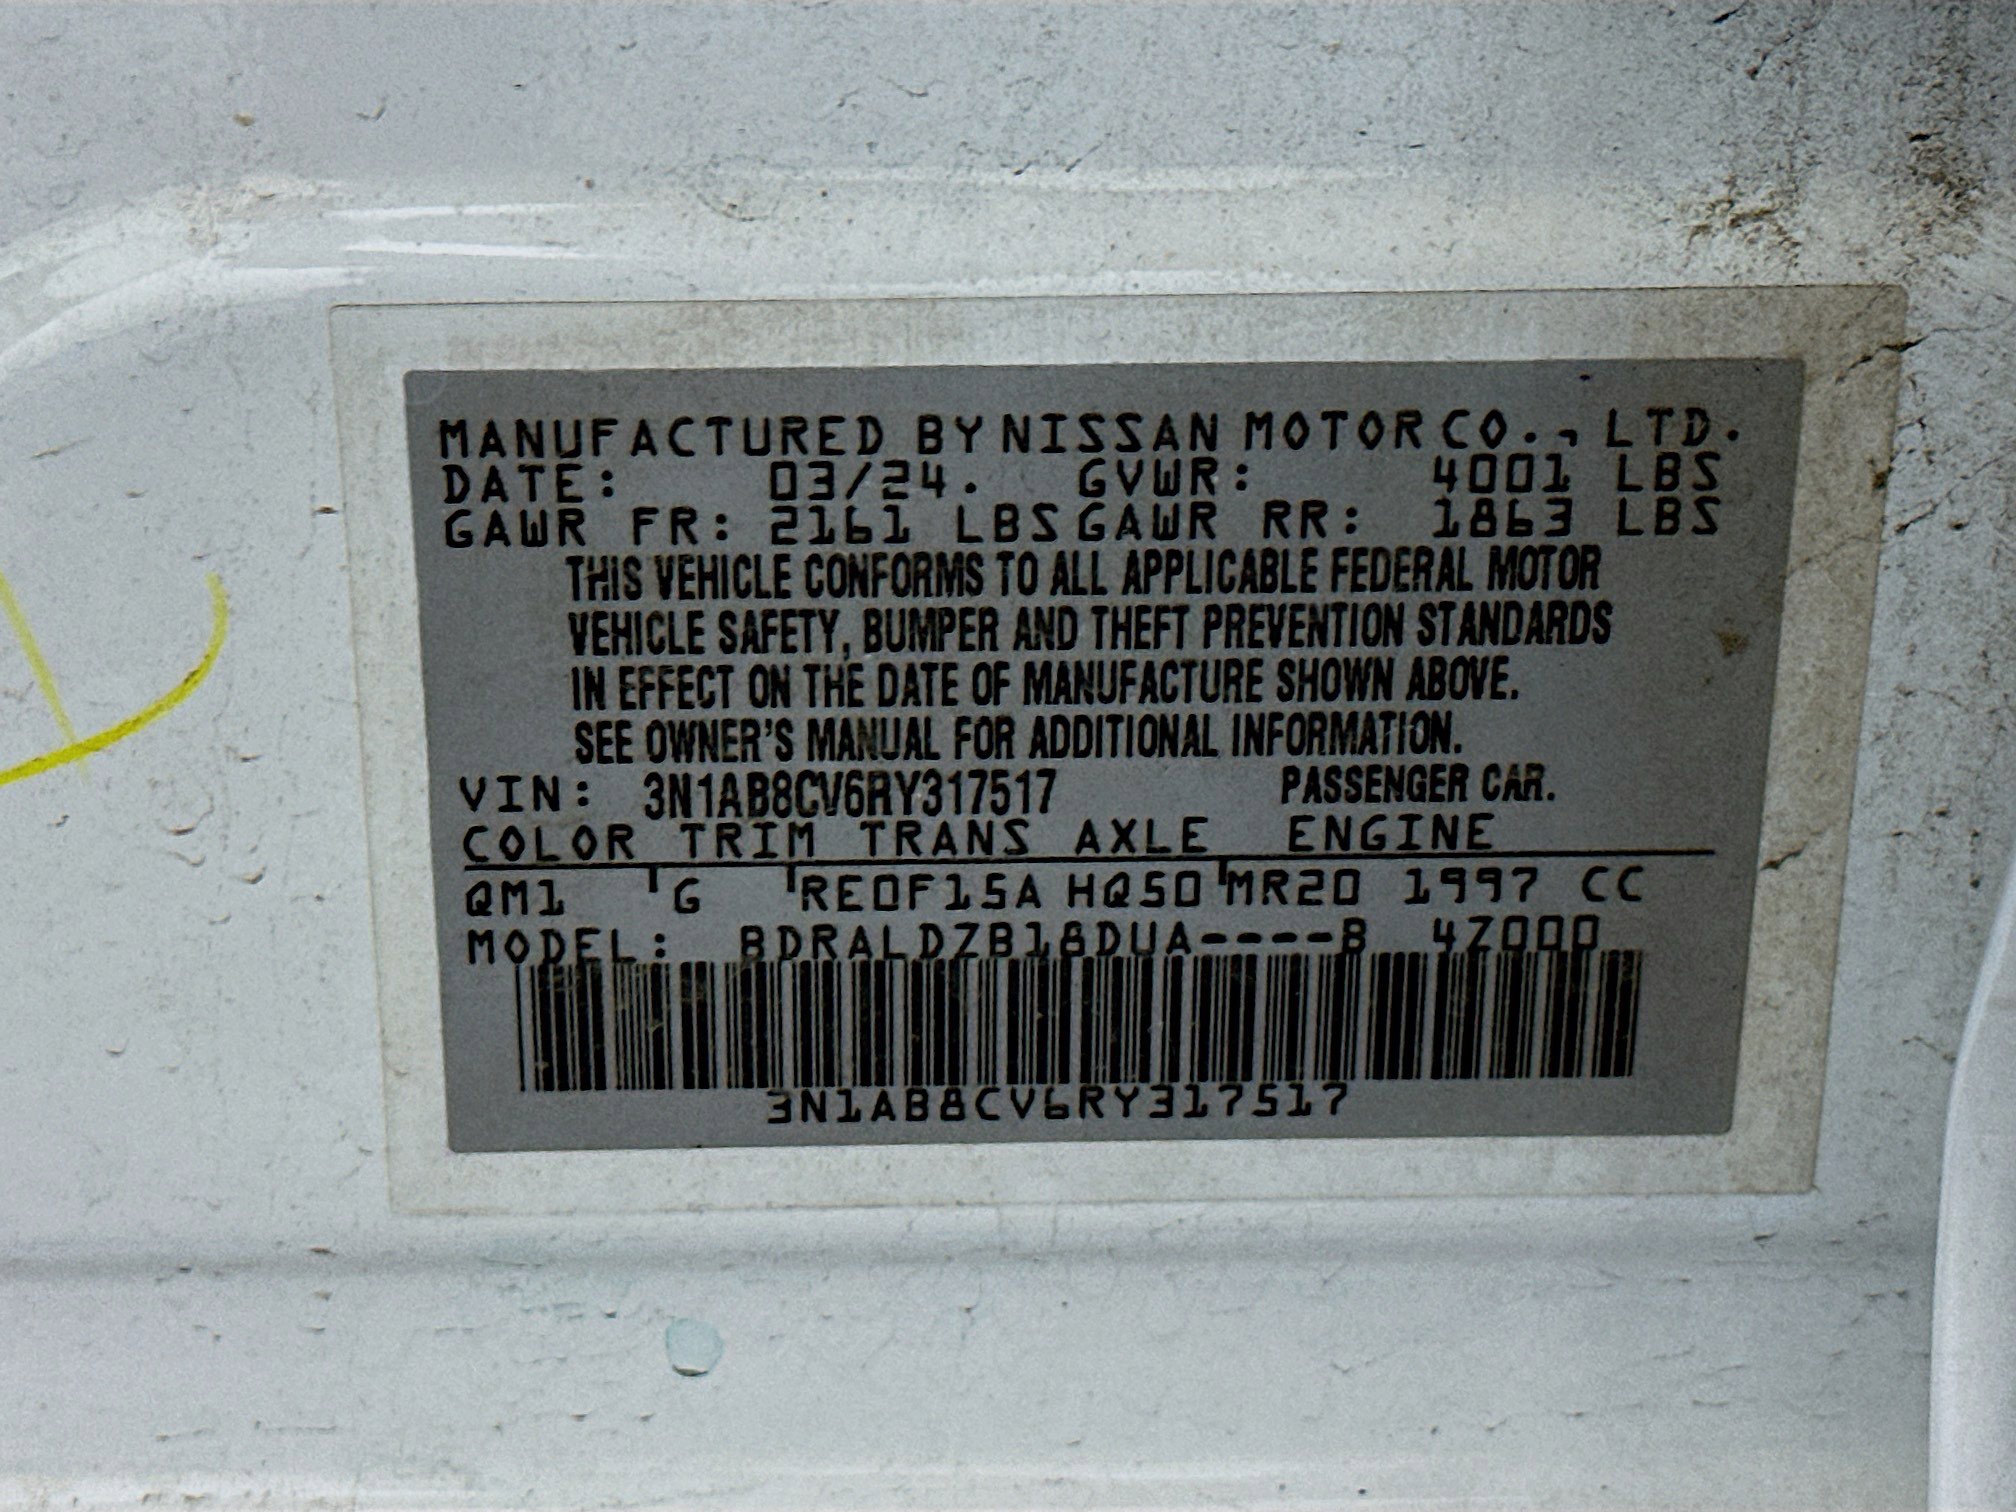 MANUFACTURED BY NISSAN MOTOR CO., LTD.
DATE: 03/24. GVWR: 4001 LBS
GAWR FR: 2161 LBS GAWR RR: 1863 LBS
THIS VEHICLE CONFORMS TO ALL APPLICABLE FEDERAL MOTOR
VEHICLE SAFETY, BUMPER AND THEFT PREVENTION STANDARDS
IN EFFECT ON THE DATE OF MANUFACTURE SHOWN ABOVE.
SEE OWNER'S MANUAL FOR ADDITIONAL INFORMATION.
VIN: 3N1AB8CV6RY317517 PASSENGER CAR.
COLOR TRIM TRANS AXLE ENGINE
QM1 G RE0F15A HQ50 MR20 1997 CC
MODEL: BDRALDZB18DUA----B 4Z000
3N1AB8CV6RY317517